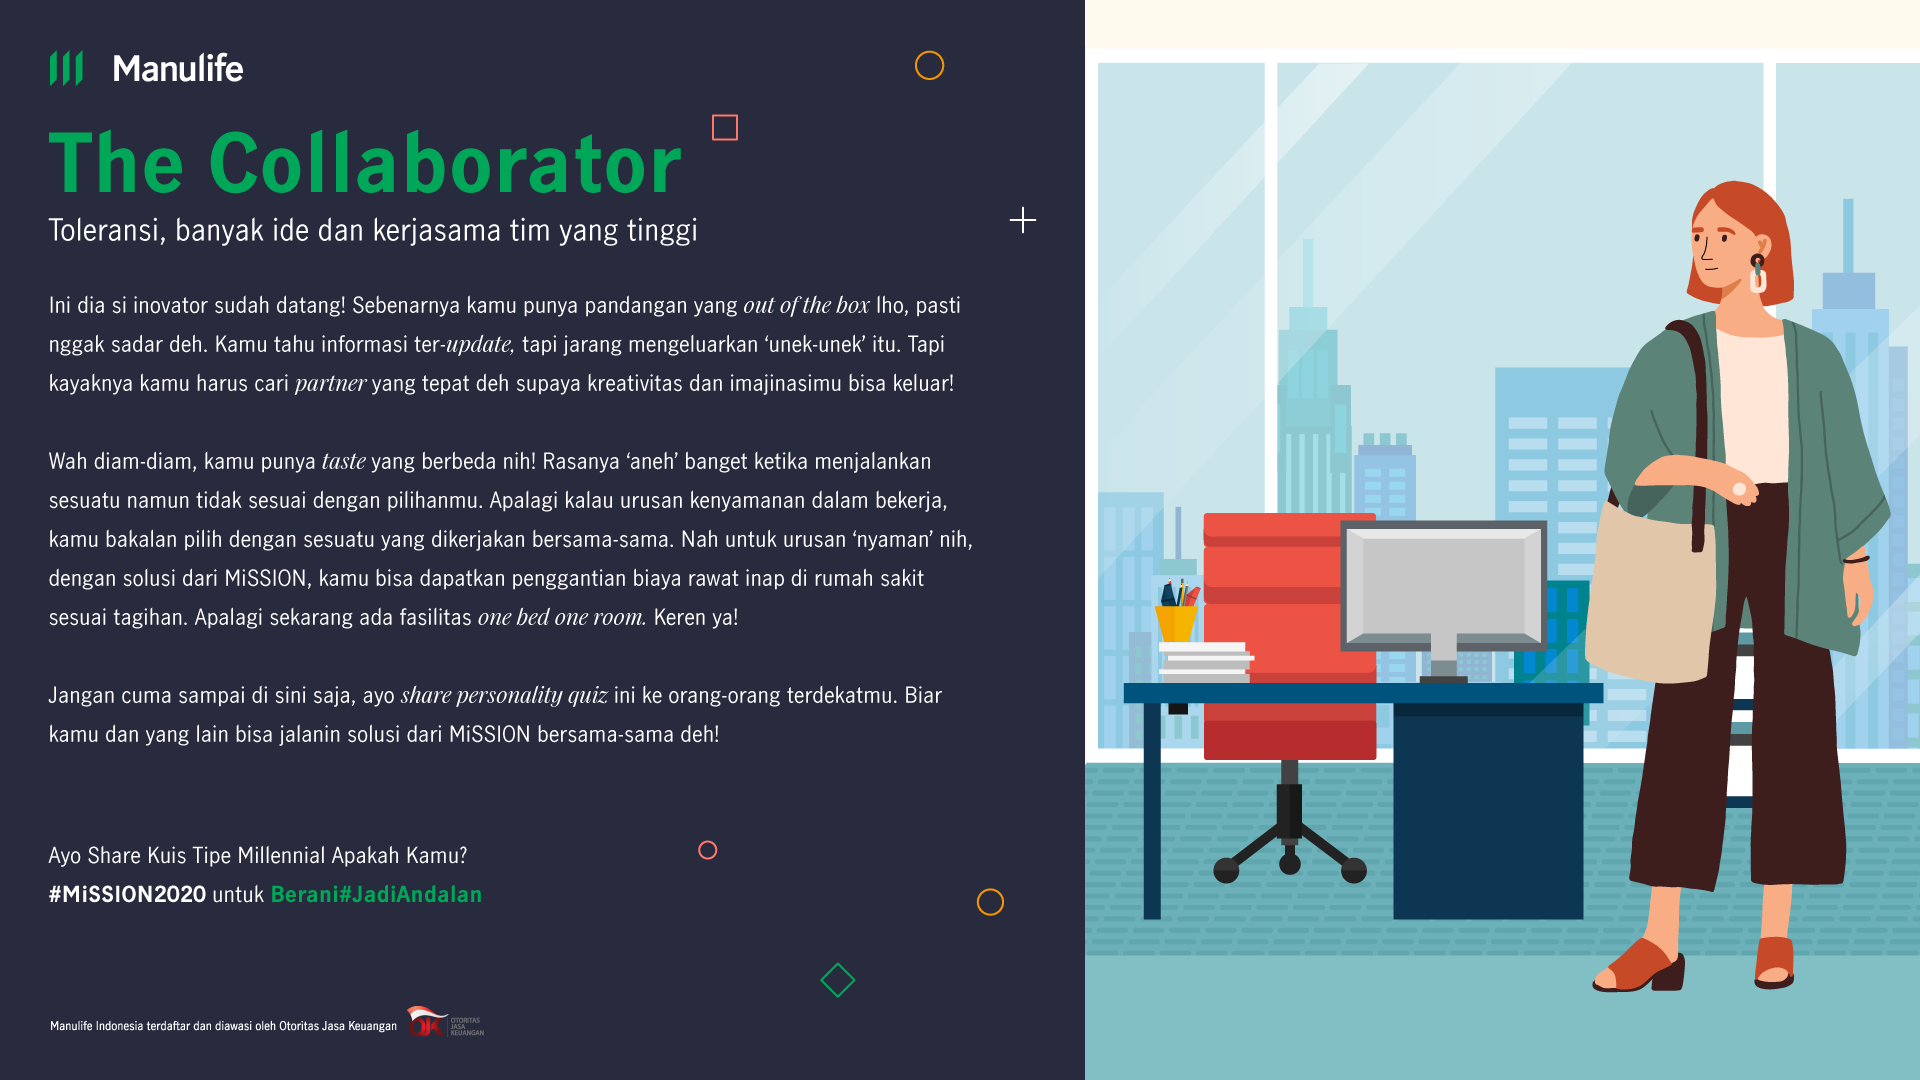 Manulife
The Collaborator
Toleransi, banyak ide dan kerjasama tim yang tinggi
Ini dia si inovator sudah datang! Sebenarnya kamu punya pandangan yang out of the box lho, pasti
nggak sadar deh. Kamu tahu informasi ter-update, tapi jarang mengeluarkan ‘unek-unek’ itu. Tapi
kayaknya kamu harus cari partner yang tepat deh supaya kreativitas dan imajinasimu bisa keluar!
Wah diam-diam, kamu punya taste yang berbeda nih! Rasanya ‘aneh’ banget ketika menjalankan
sesuatu namun tidak sesuai dengan pilihanmu. Apalagi kalau urusan kenyamanan dalam bekerja,
kamu bakalan pilih dengan sesuatu yang dikerjakan bersama-sama. Nah untuk urusan ‘nyaman’ nih,
dengan solusi dari MiSSION, kamu bisa dapatkan penggantian biaya rawat inap di rumah sakit
sesuai tagihan. Apalagi sekarang ada fasilitas one bed one room. Keren ya!
Jangan cuma sampai di sini saja, ayo share personality quiz ini ke orang-orang terdekatmu. Biar
kamu dan yang lain bisa jalanin solusi dari MiSSION bersama-sama deh!
Ayo Share Kuis Tipe Millennial Apakah Kamu?
#MiSSION2020 untuk Berani#JadiAndalan
Manulife Indonesia terdaftar dan diawasi oleh Otoritas Jasa Keuangan
OJK
OTORITAS
JASA
KEUANGAN